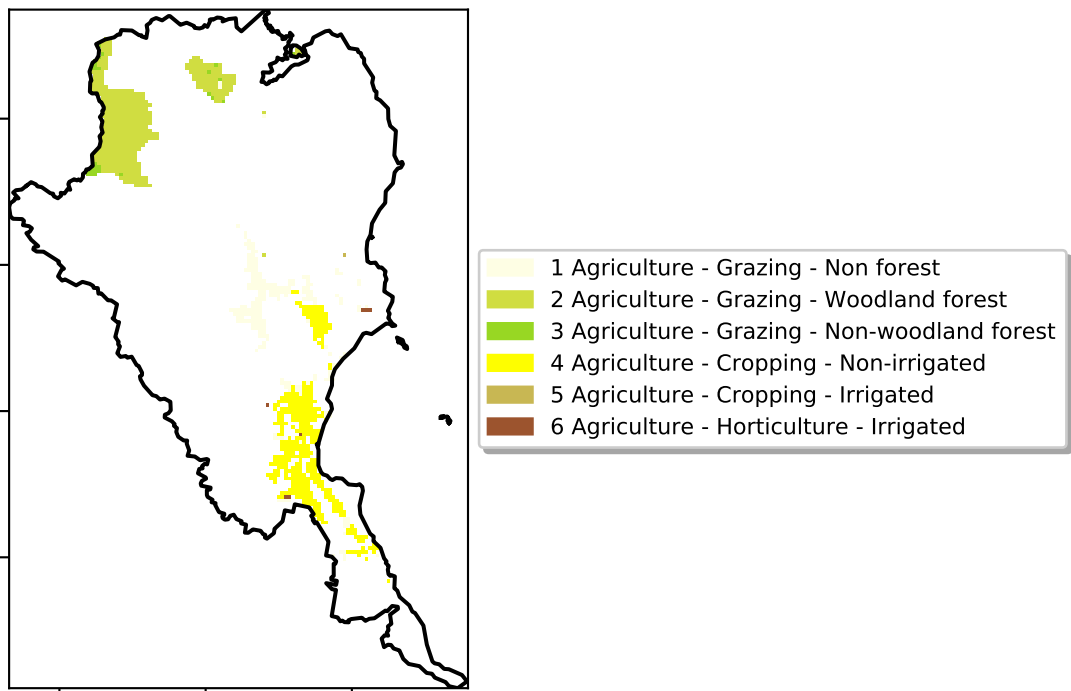 1 Agriculture - Grazing - Non forest
2 Agriculture - Grazing - Woodland forest
3 Agriculture - Grazing - Non-woodland forest
4 Agriculture - Cropping - Non-irrigated
5 Agriculture - Cropping - Irrigated
6 Agriculture - Horticulture - Irrigated